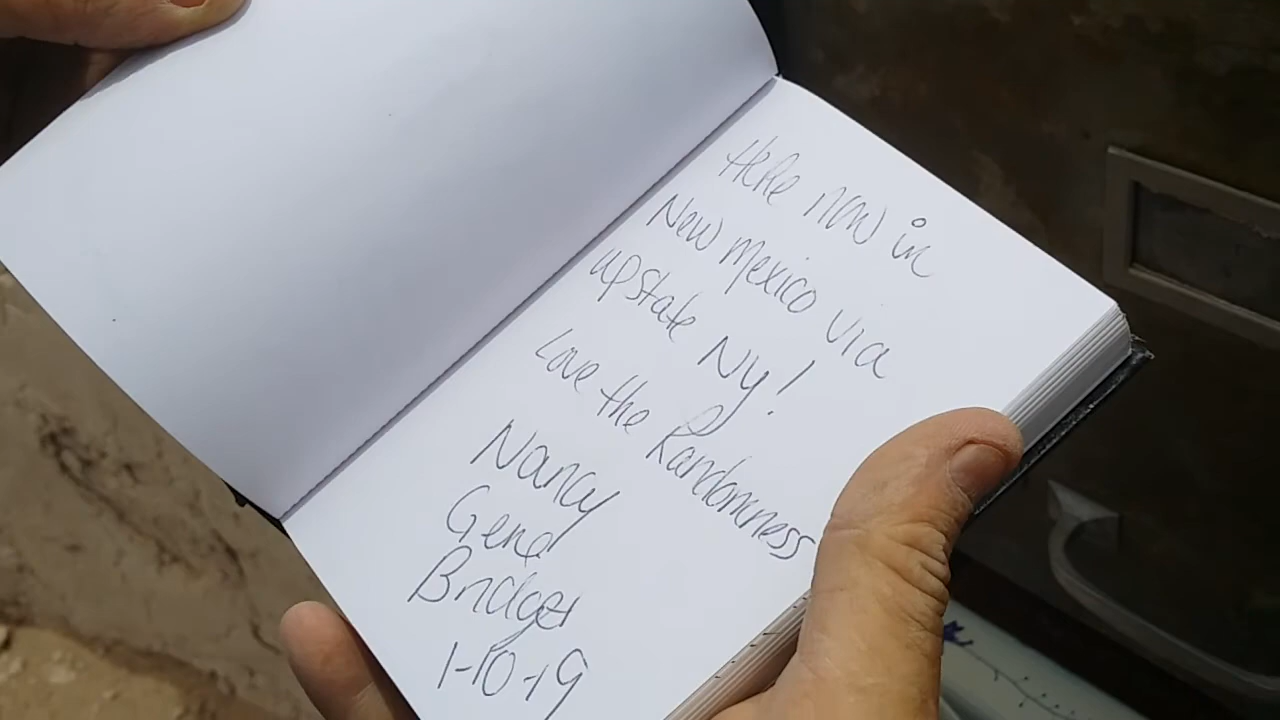 Here now in
New Mexico via
upstate NY!
Love the Randomness
Nancy
Gene
Bridget
1-10-19